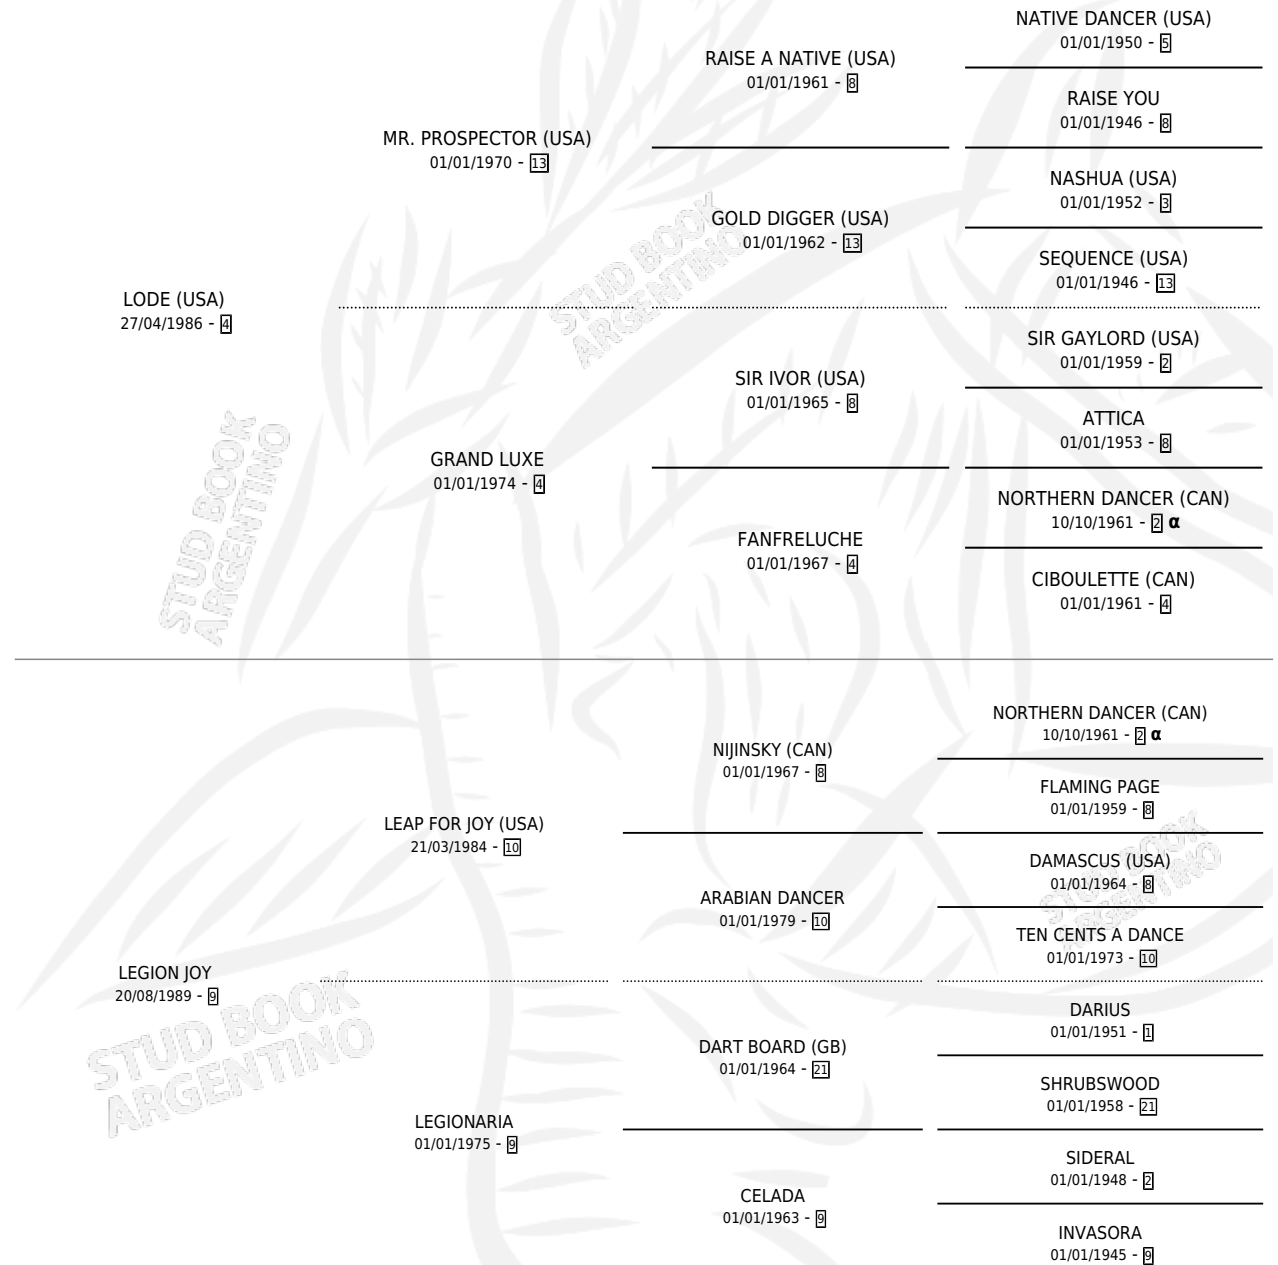 NATIVE DANCER (USA)
01/01/1950 - 5
RAISE A NATIVE (USA)
01/01/1961 - 8
RAISE YOU
01/01/1946 - 8
MR. PROSPECTOR (USA)
01/01/1970 - 13
NASHUA (USA)
01/01/1952 - 3
GOLD DIGGER (USA)
01/01/1962 - 13
SEQUENCE (USA)
01/01/1946 - 13
LODE (USA)
27/04/1986 - 4
STUD BOOK
ARGENTINO
SIR GAYLORD (USA)
01/01/1959 - 2
SIR IVOR (USA)
01/01/1965 - 8
ATTICA
01/01/1953 - 8
GRAND LUXE
01/01/1974 - 4
STUD BOOK
ARGENTINO
NORTHERN DANCER (CAN)
10/10/1961 - 2 α
FANFRELUCHE
01/01/1967 - 4
CIBOULETTE (CAN)
01/01/1961 - 4
NORTHERN DANCER (CAN)
10/10/1961 - 2 α
NIJINSKY (CAN)
01/01/1967 - 8
FLAMING PAGE
01/01/1959 - 8
LEAP FOR JOY (USA)
21/03/1984 - 10
STUD BOOK
ARGENTINO
DAMASCUS (USA)
01/01/1964 - 8
ARABIAN DANCER
01/01/1979 - 10
TEN CENTS A DANCE
01/01/1973 - 10
LEGION JOY
20/08/1989 - 9
STUD BOOK
ARGENTINO
DARIUS
01/01/1951 - 1
DART BOARD (GB)
01/01/1964 - 21
SHRUBSWOOD
01/01/1958 - 21
LEGIONARIA
01/01/1975 - 9
SIDERAL
01/01/1948 - 2
CELADA
01/01/1963 - 9
INVASORA
01/01/1945 - 9